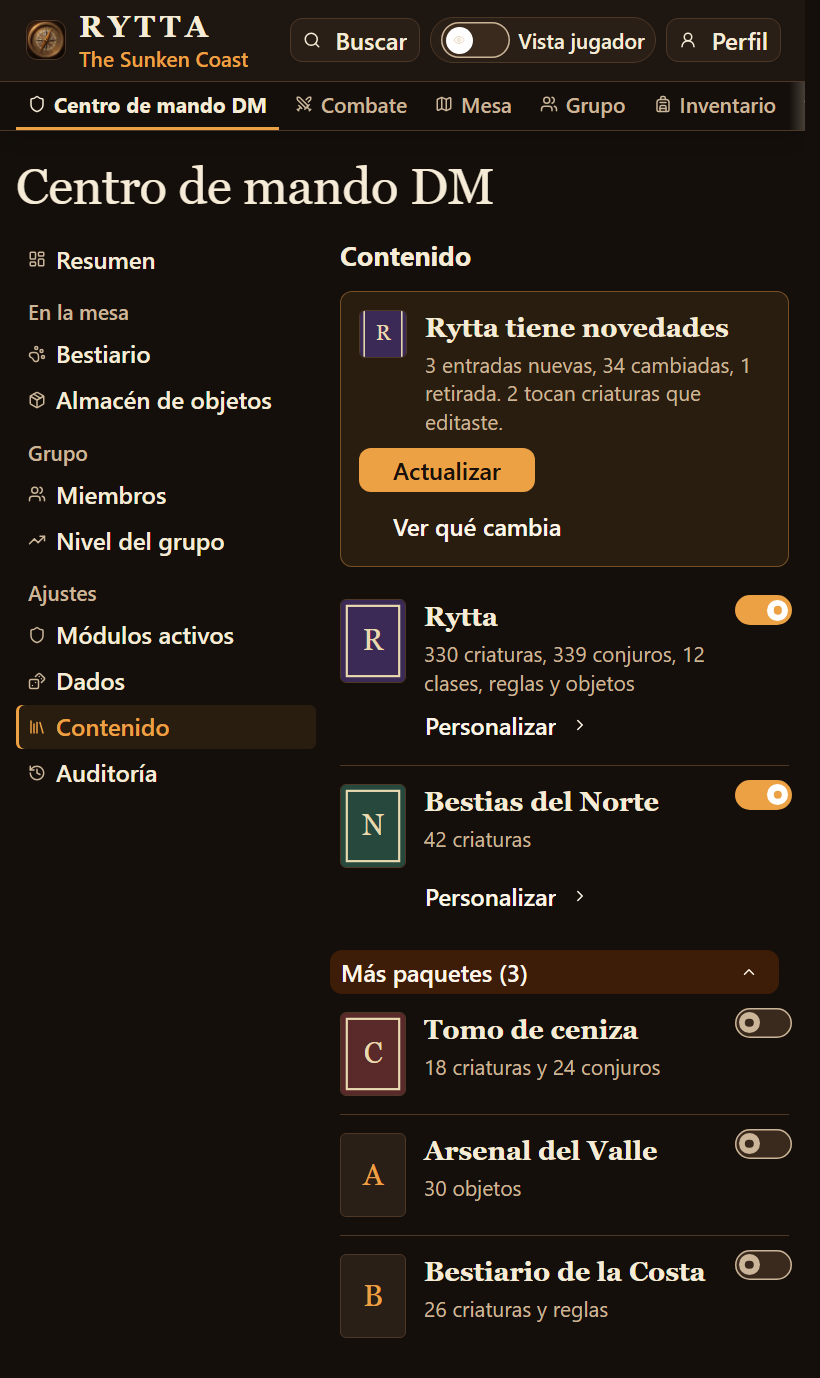 RYTTA
The Sunken Coast
Buscar
Vista jugador
Perfil
Centro de mando DM
Combate
Mesa
Grupo
Inventario
Centro de mando DM
Resumen
En la mesa
Bestiario
Almacén de objetos
Grupo
Miembros
Nivel del grupo
Ajustes
Módulos activos
Dados
Contenido
Auditoría
Contenido
R
Rytta tiene novedades
3 entradas nuevas, 34 cambiadas, 1
retirada. 2 tocan criaturas que
editaste.
Actualizar
Ver qué cambia
R
Rytta
330 criaturas, 339 conjuros, 12
clases, reglas y objetos
Personalizar
N
Bestias del Norte
42 criaturas
Personalizar
Más paquetes (3)
C
Tomo de ceniza
18 criaturas y 24 conjuros
A
Arsenal del Valle
30 objetos
B
Bestiario de la Costa
26 criaturas y reglas